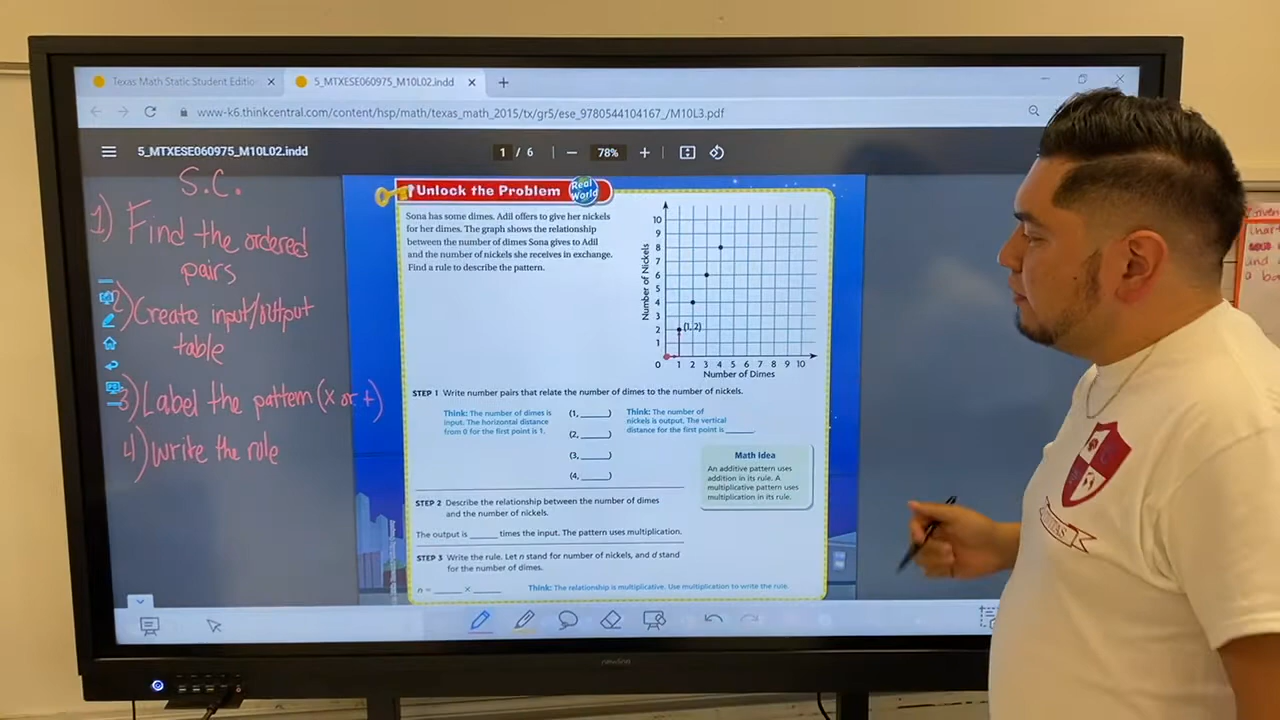 Texas Math Static Student Editio
5_MTXESE060975_M10L02.indd
www-k6.thinkcentral.com/content/hsp/math/texas_math_2015/tx/gr5/ese_9780544104167_/M10L3.pdf
5_MTXESE060975_M10L02.indd
1 / 6
78%
S.C.
1) Find the ordered
pairs
2) Create input/output
table
3) Label the pattern (x or +)
4) Write the rule
Unlock the Problem
Real
World
Sona has some dimes. Adil offers to give her nickels
for her dimes. The graph shows the relationship
between the number of dimes Sona gives to Adil
and the number of nickels she receives in exchange.
Find a rule to describe the pattern.
Number of Nickels
10
9
8
7
6
5
4
3
2
1
(1, 2)
0 1 2 3 4 5 6 7 8 9 10
Number of Dimes
STEP 1 Write number pairs that relate the number of dimes to the number of nickels.
Think: The number of dimes is
input. The horizontal distance
from 0 for the first point is 1.
(1, _____)
(2, _____)
(3, _____)
(4, _____)
Think: The number of
nickels is output. The vertical
distance for the first point is _____.
Math Idea
An additive pattern uses
addition in its rule. A
multiplicative pattern uses
multiplication in its rule.
STEP 2 Describe the relationship between the number of dimes
and the number of nickels.
The output is _____ times the input. The pattern uses multiplication.
STEP 3 Write the rule. Let n stand for number of nickels, and d stand
for the number of dimes.
n = _____ × _____
Think: The relationship is multiplicative. Use multiplication to write the rule.
newline